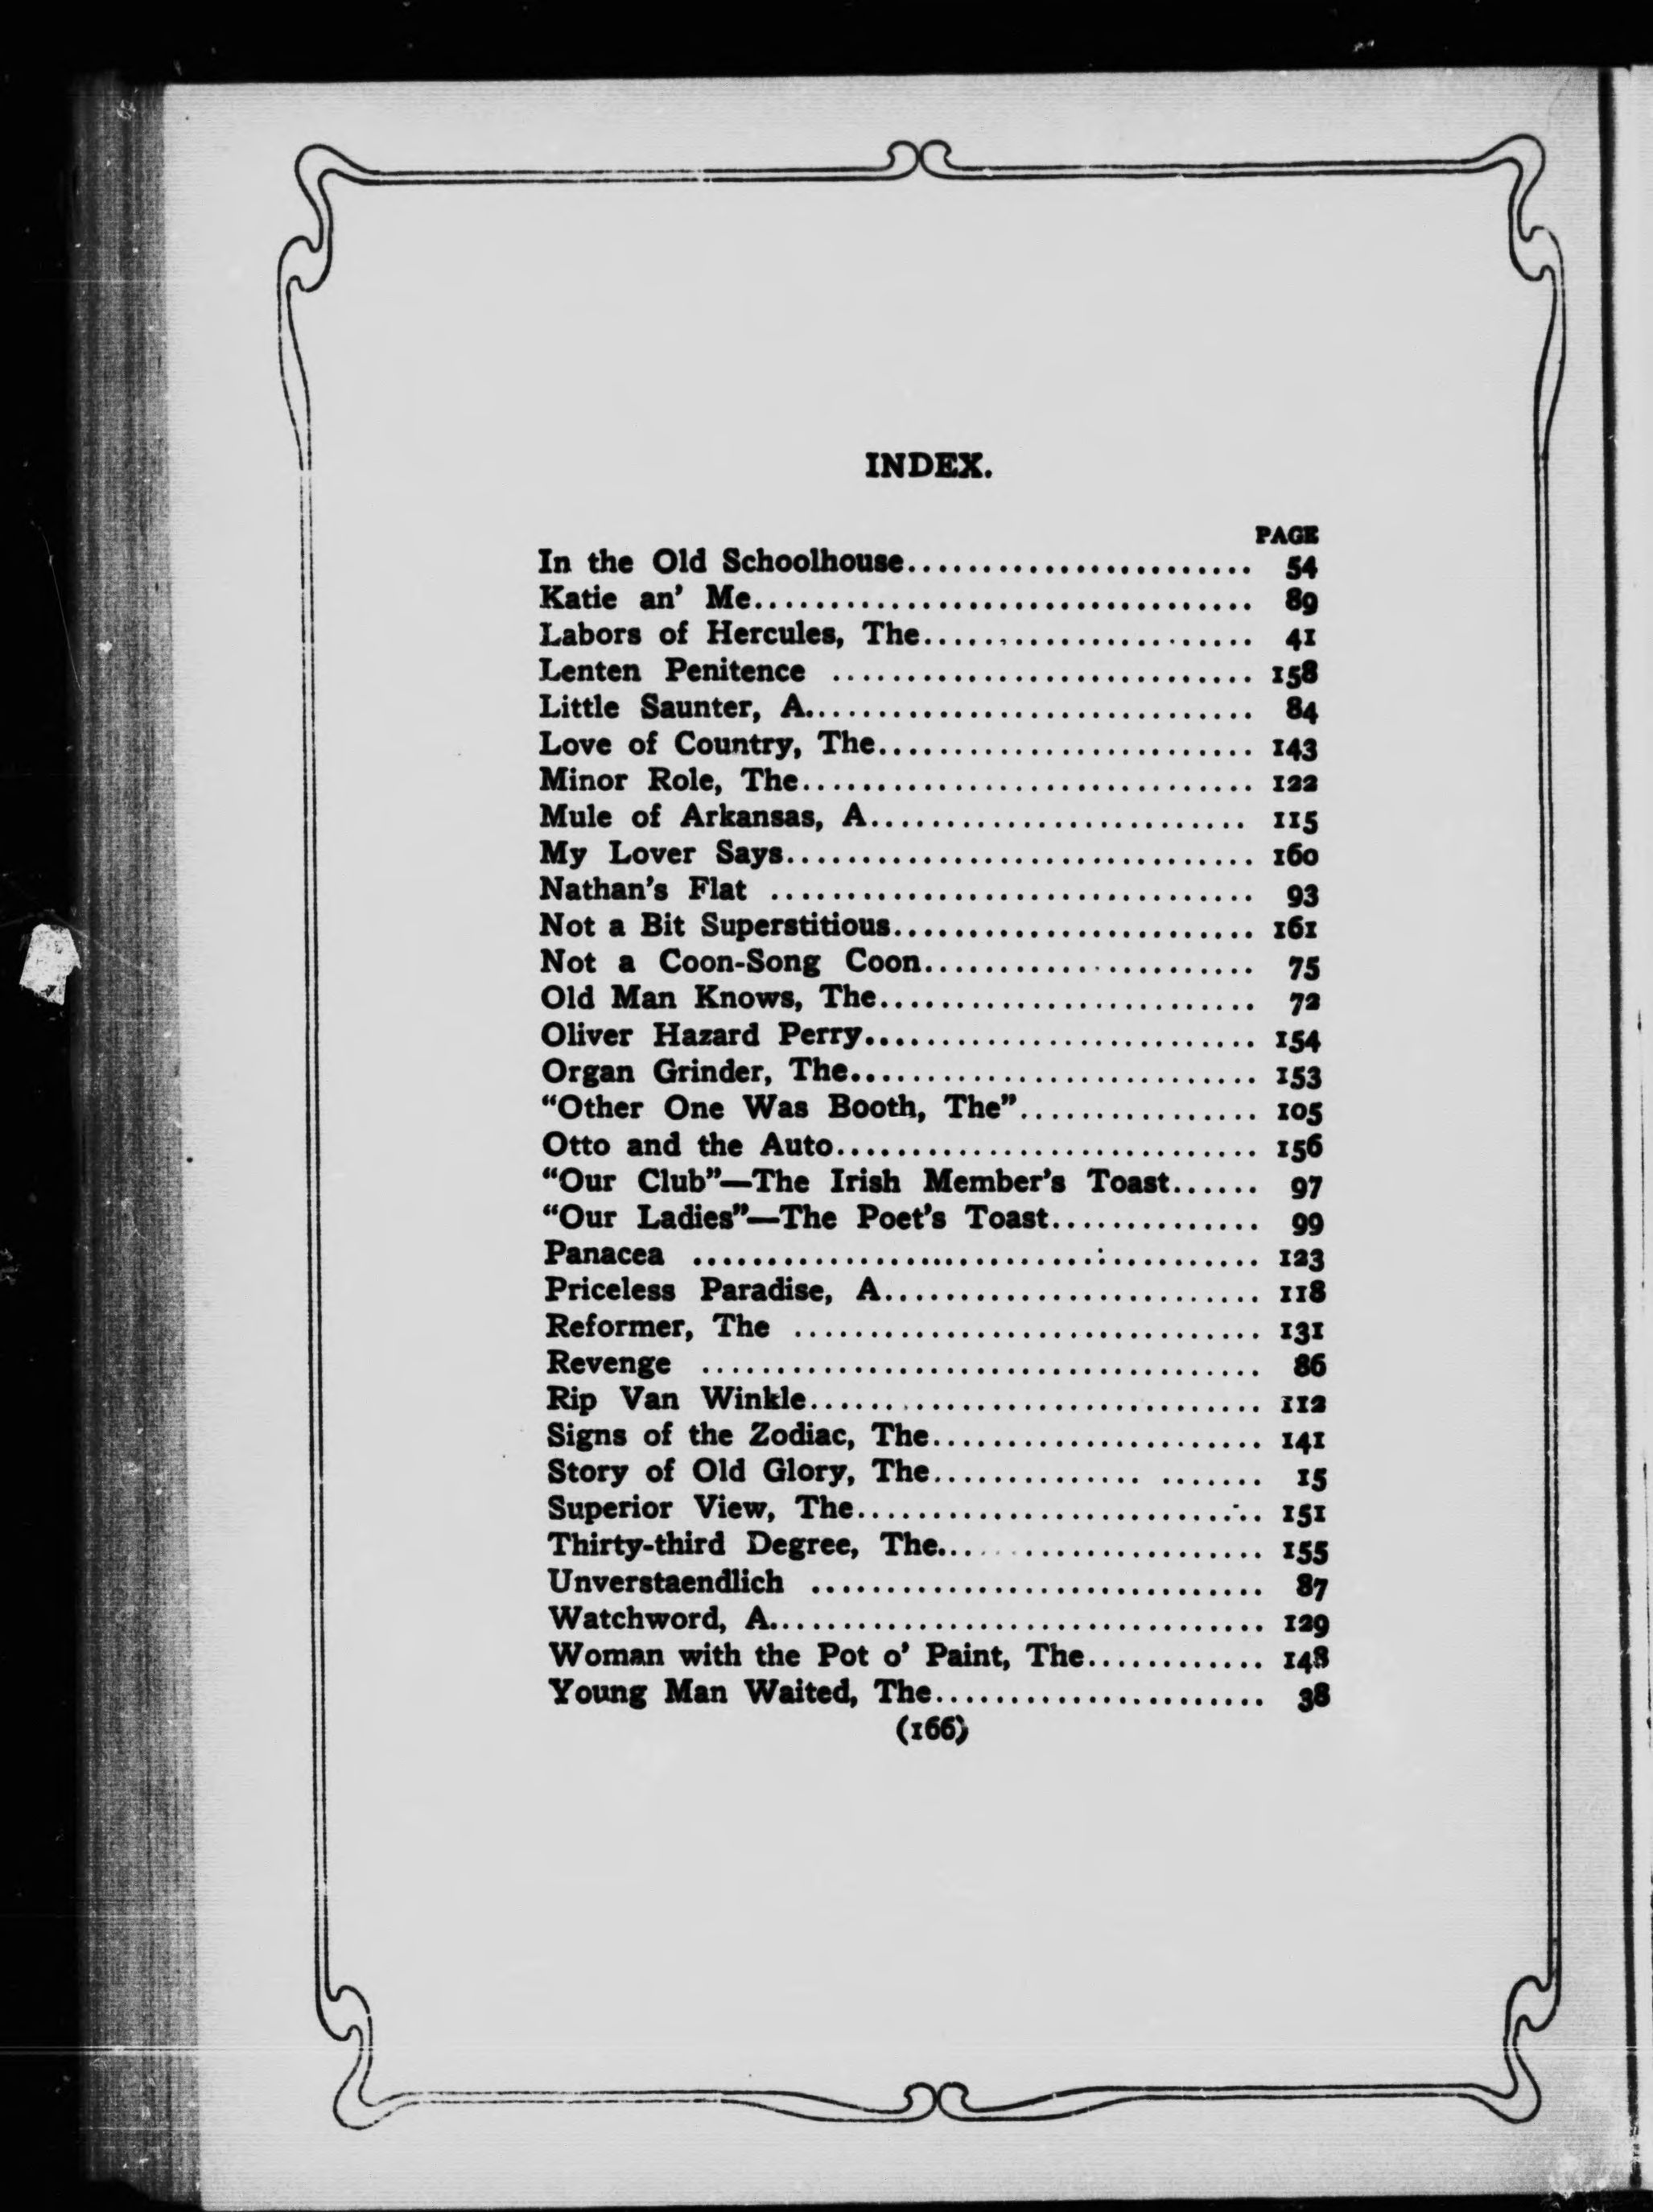 INDEX.
PAGE
In the Old Schoolhouse....................... 54
Katie an' Me................................. 89
Labors of Hercules, The...................... 41
Lenten Penitence ............................ 158
Little Saunter, A.............................. 84
Love of Country, The......................... 143
Minor Role, The.............................. 122
Mule of Arkansas, A......................... 115
My Lover Says............................... 160
Nathan's Flat ................................ 93
Not a Bit Superstitious........................ 161
Not a Coon-Song Coon...................... 75
Old Man Knows, The......................... 72
Oliver Hazard Perry.......................... 154
Organ Grinder, The........................... 153
“Other One Was Booth, The”................ 105
Otto and the Auto............................ 156
“Our Club”—The Irish Member's Toast...... 97
“Our Ladies”—The Poet's Toast.............. 99
Panacea ..................................... 123
Priceless Paradise, A......................... 118
Reformer, The ............................... 131
Revenge ..................................... 86
Rip Van Winkle.............................. 112
Signs of the Zodiac, The...................... 141
Story of Old Glory, The...................... 15
Superior View, The........................... 151
Thirty-third Degree, The..................... 155
Unverstaendlich .............................. 87
Watchword, A................................ 129
Woman with the Pot o' Paint, The............ 148
Young Man Waited, The...................... 38
(166)